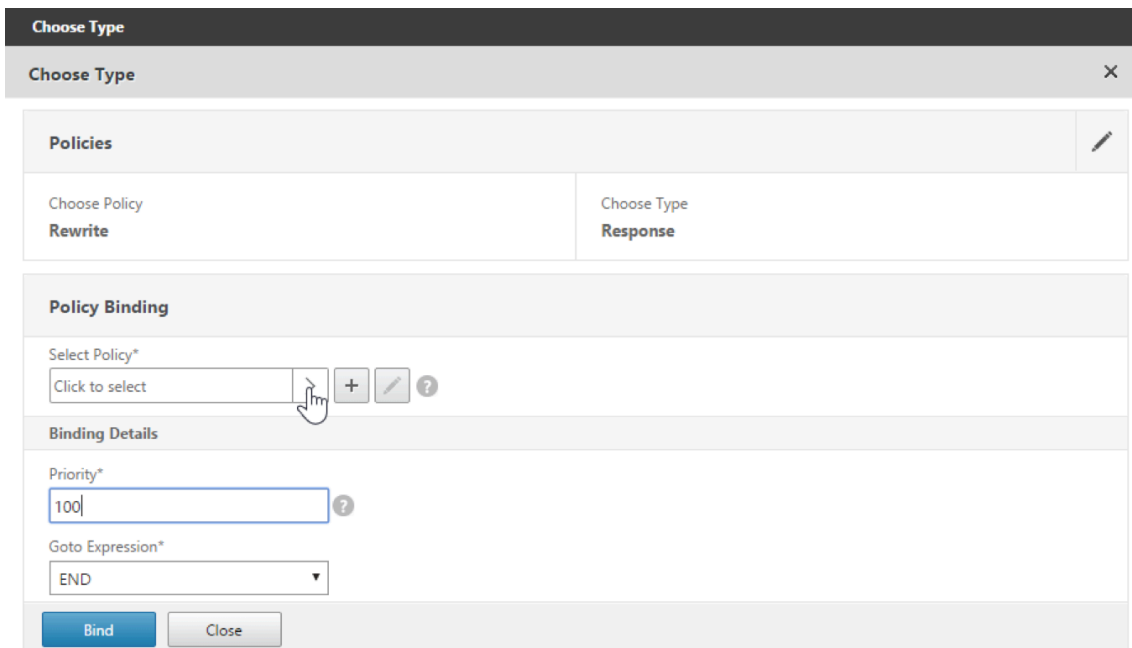 Choose Type
Choose Type
Policies
Choose Policy
Choose Type
Rewrite
Response
Policy Binding
Select Policy*
Click to select
Binding Details
Priority*
100
Goto Expression*
END
Bind
Close